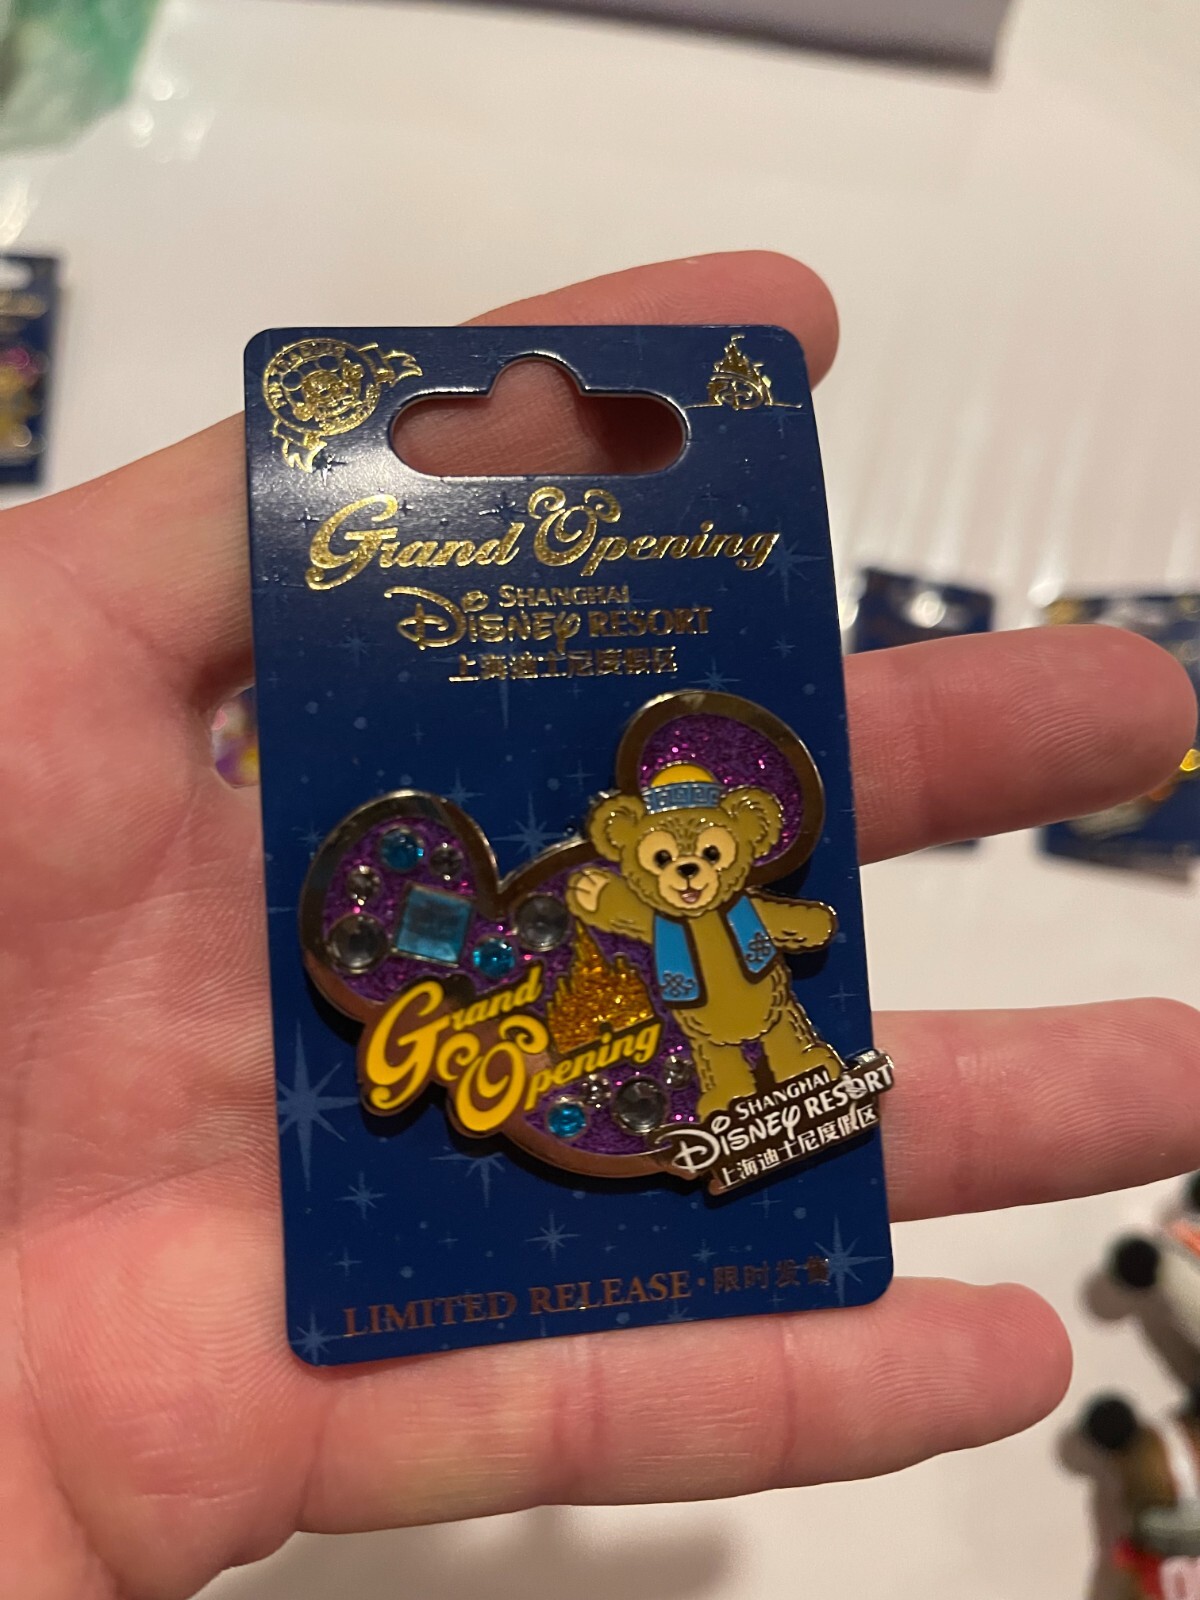 Grand Opening
SHANGHAI
DISNEY RESORT
上海迪士尼度假区
Grand
Opening
SHANGHAI
DISNEY RESORT
上海迪士尼度假区
LIMITED RELEASE · 限时发售